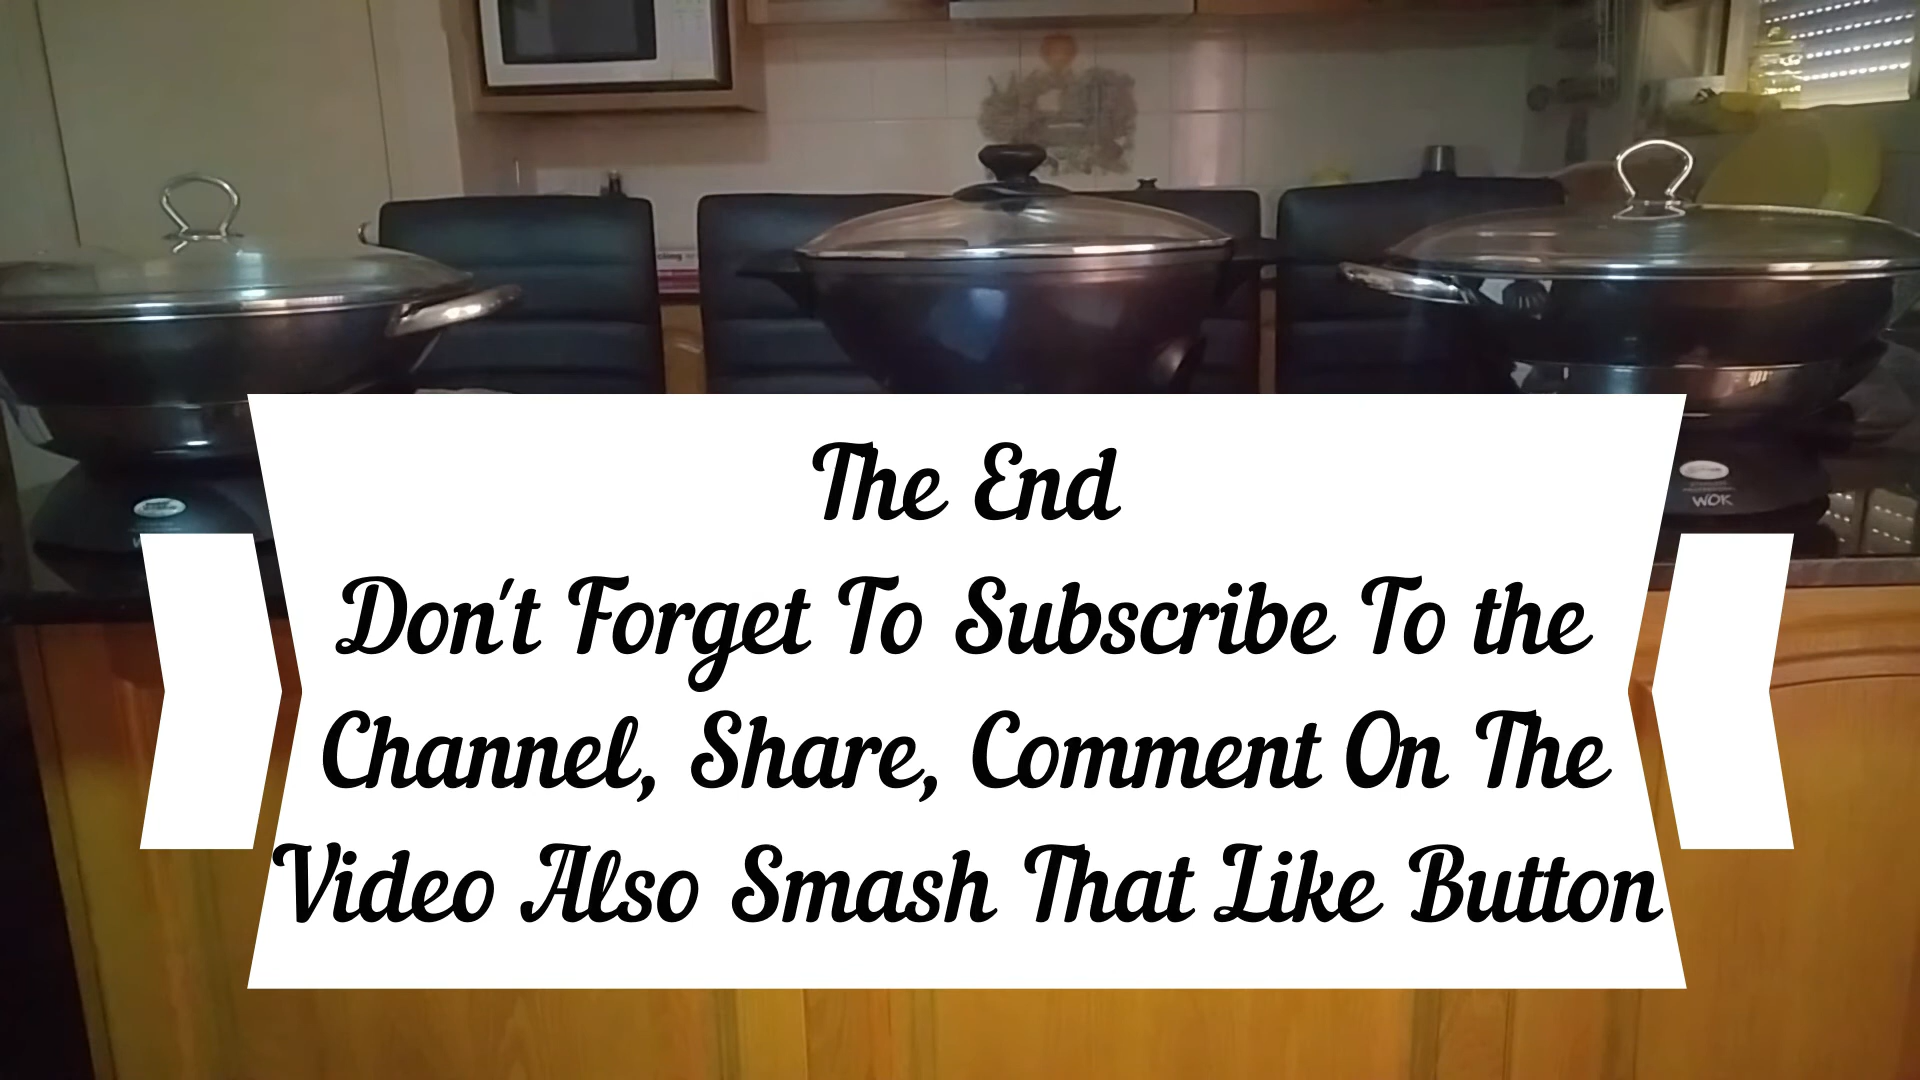 cling
The End
Don't Forget To Subscribe To the
Channel, Share, Comment On The
Video Also Smash That Like Button
WOK